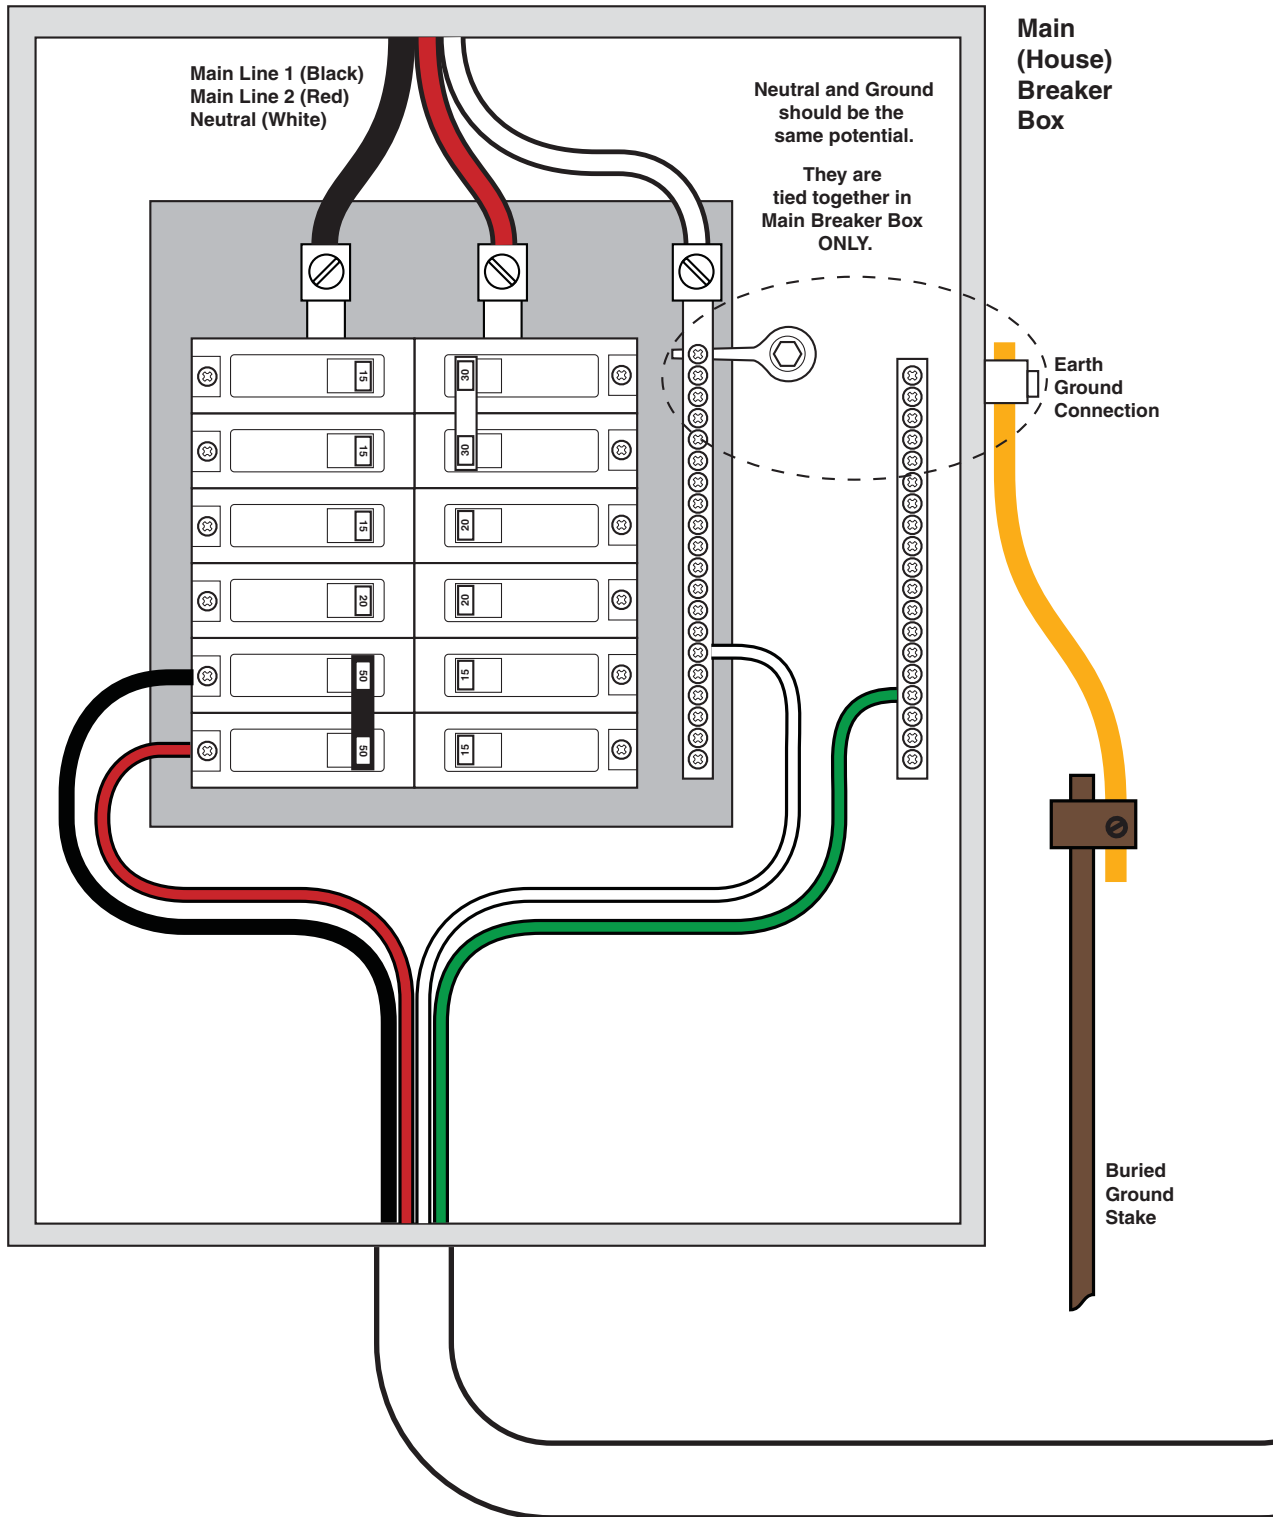 Main
(House)
Breaker
Box
Main Line 1 (Black)
Main Line 2 (Red)
Neutral (White)
Neutral and Ground
should be the
same potential.
They are
tied together in
Main Breaker Box
ONLY.
Earth
Ground
Connection
15
30
15
30
15
20
20
20
50
15
50
15
Buried
Ground
Stake